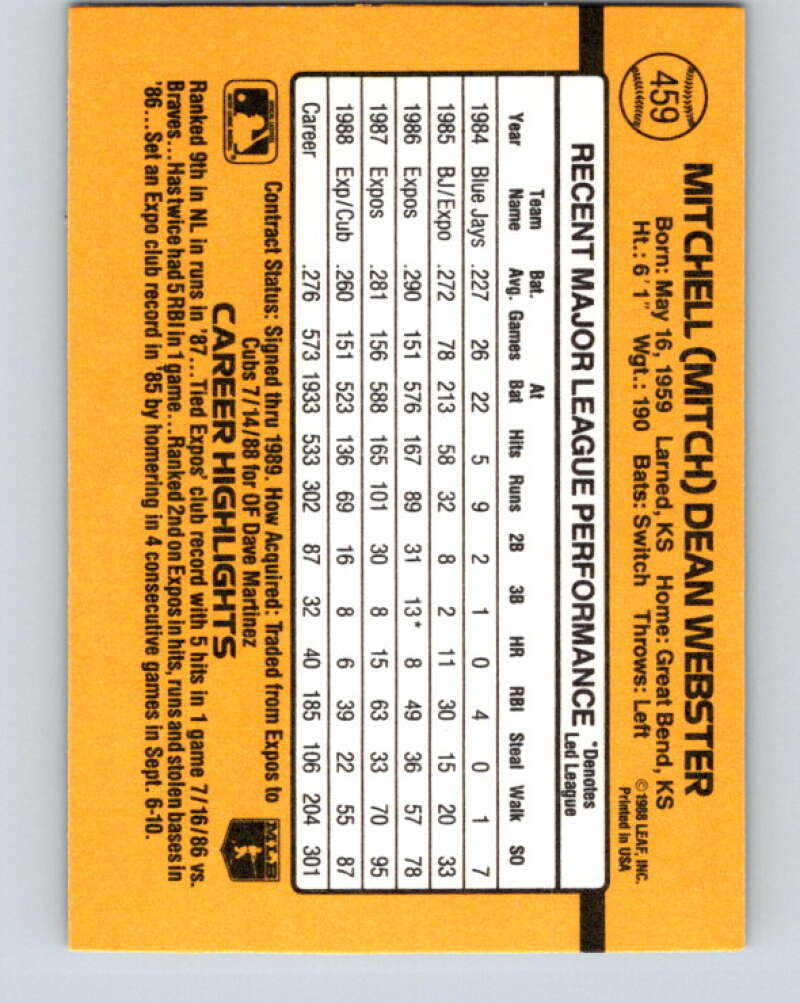 459
MITCHELL (MITCH) DEAN WEBSTER
Born: May 16, 1959 Larned, KS Home: Great Bend, KS
Ht.: 6'1" Wgt.: 190 Bats: Switch Throws: Left
© 1988 LEAF, INC.
Printed in USA
RECENT MAJOR LEAGUE PERFORMANCE *Denotes Led League
Year Team Name Bat. Avg. Games At Bat Hits Runs 2B 3B HR RBI Steal Walk SO
1984 Blue Jays .227 26 22 5 9 2 1 0 4 0 1 7
1985 BJ/Expo .272 78 213 58 32 8 2 11 30 15 20 33
1986 Expos .290 151 576 167 89 31 13* 8 49 36 57 78
1987 Expos .281 156 588 165 101 30 8 15 63 33 70 95
1988 Exp/Cub .260 151 523 136 69 16 8 6 39 22 55 87
Career .276 573 1933 533 302 87 32 40 185 106 204 301
Contract Status: Signed thru 1989. How Acquired: Traded from Expos to
Cubs 7/14/88 for OF Dave Martinez
MLB
CAREER HIGHLIGHTS
Ranked 9th in NL in runs in '87...Tied Expos' club record with 5 hits in 1 game 7/16/86 vs.
Braves...Has twice had 5 RBI in 1 game...Ranked 2nd on Expos in hits, runs and stolen bases in
'86...Set an Expo club record in '85 by homering in 4 consecutive games in Sept. 6-10.